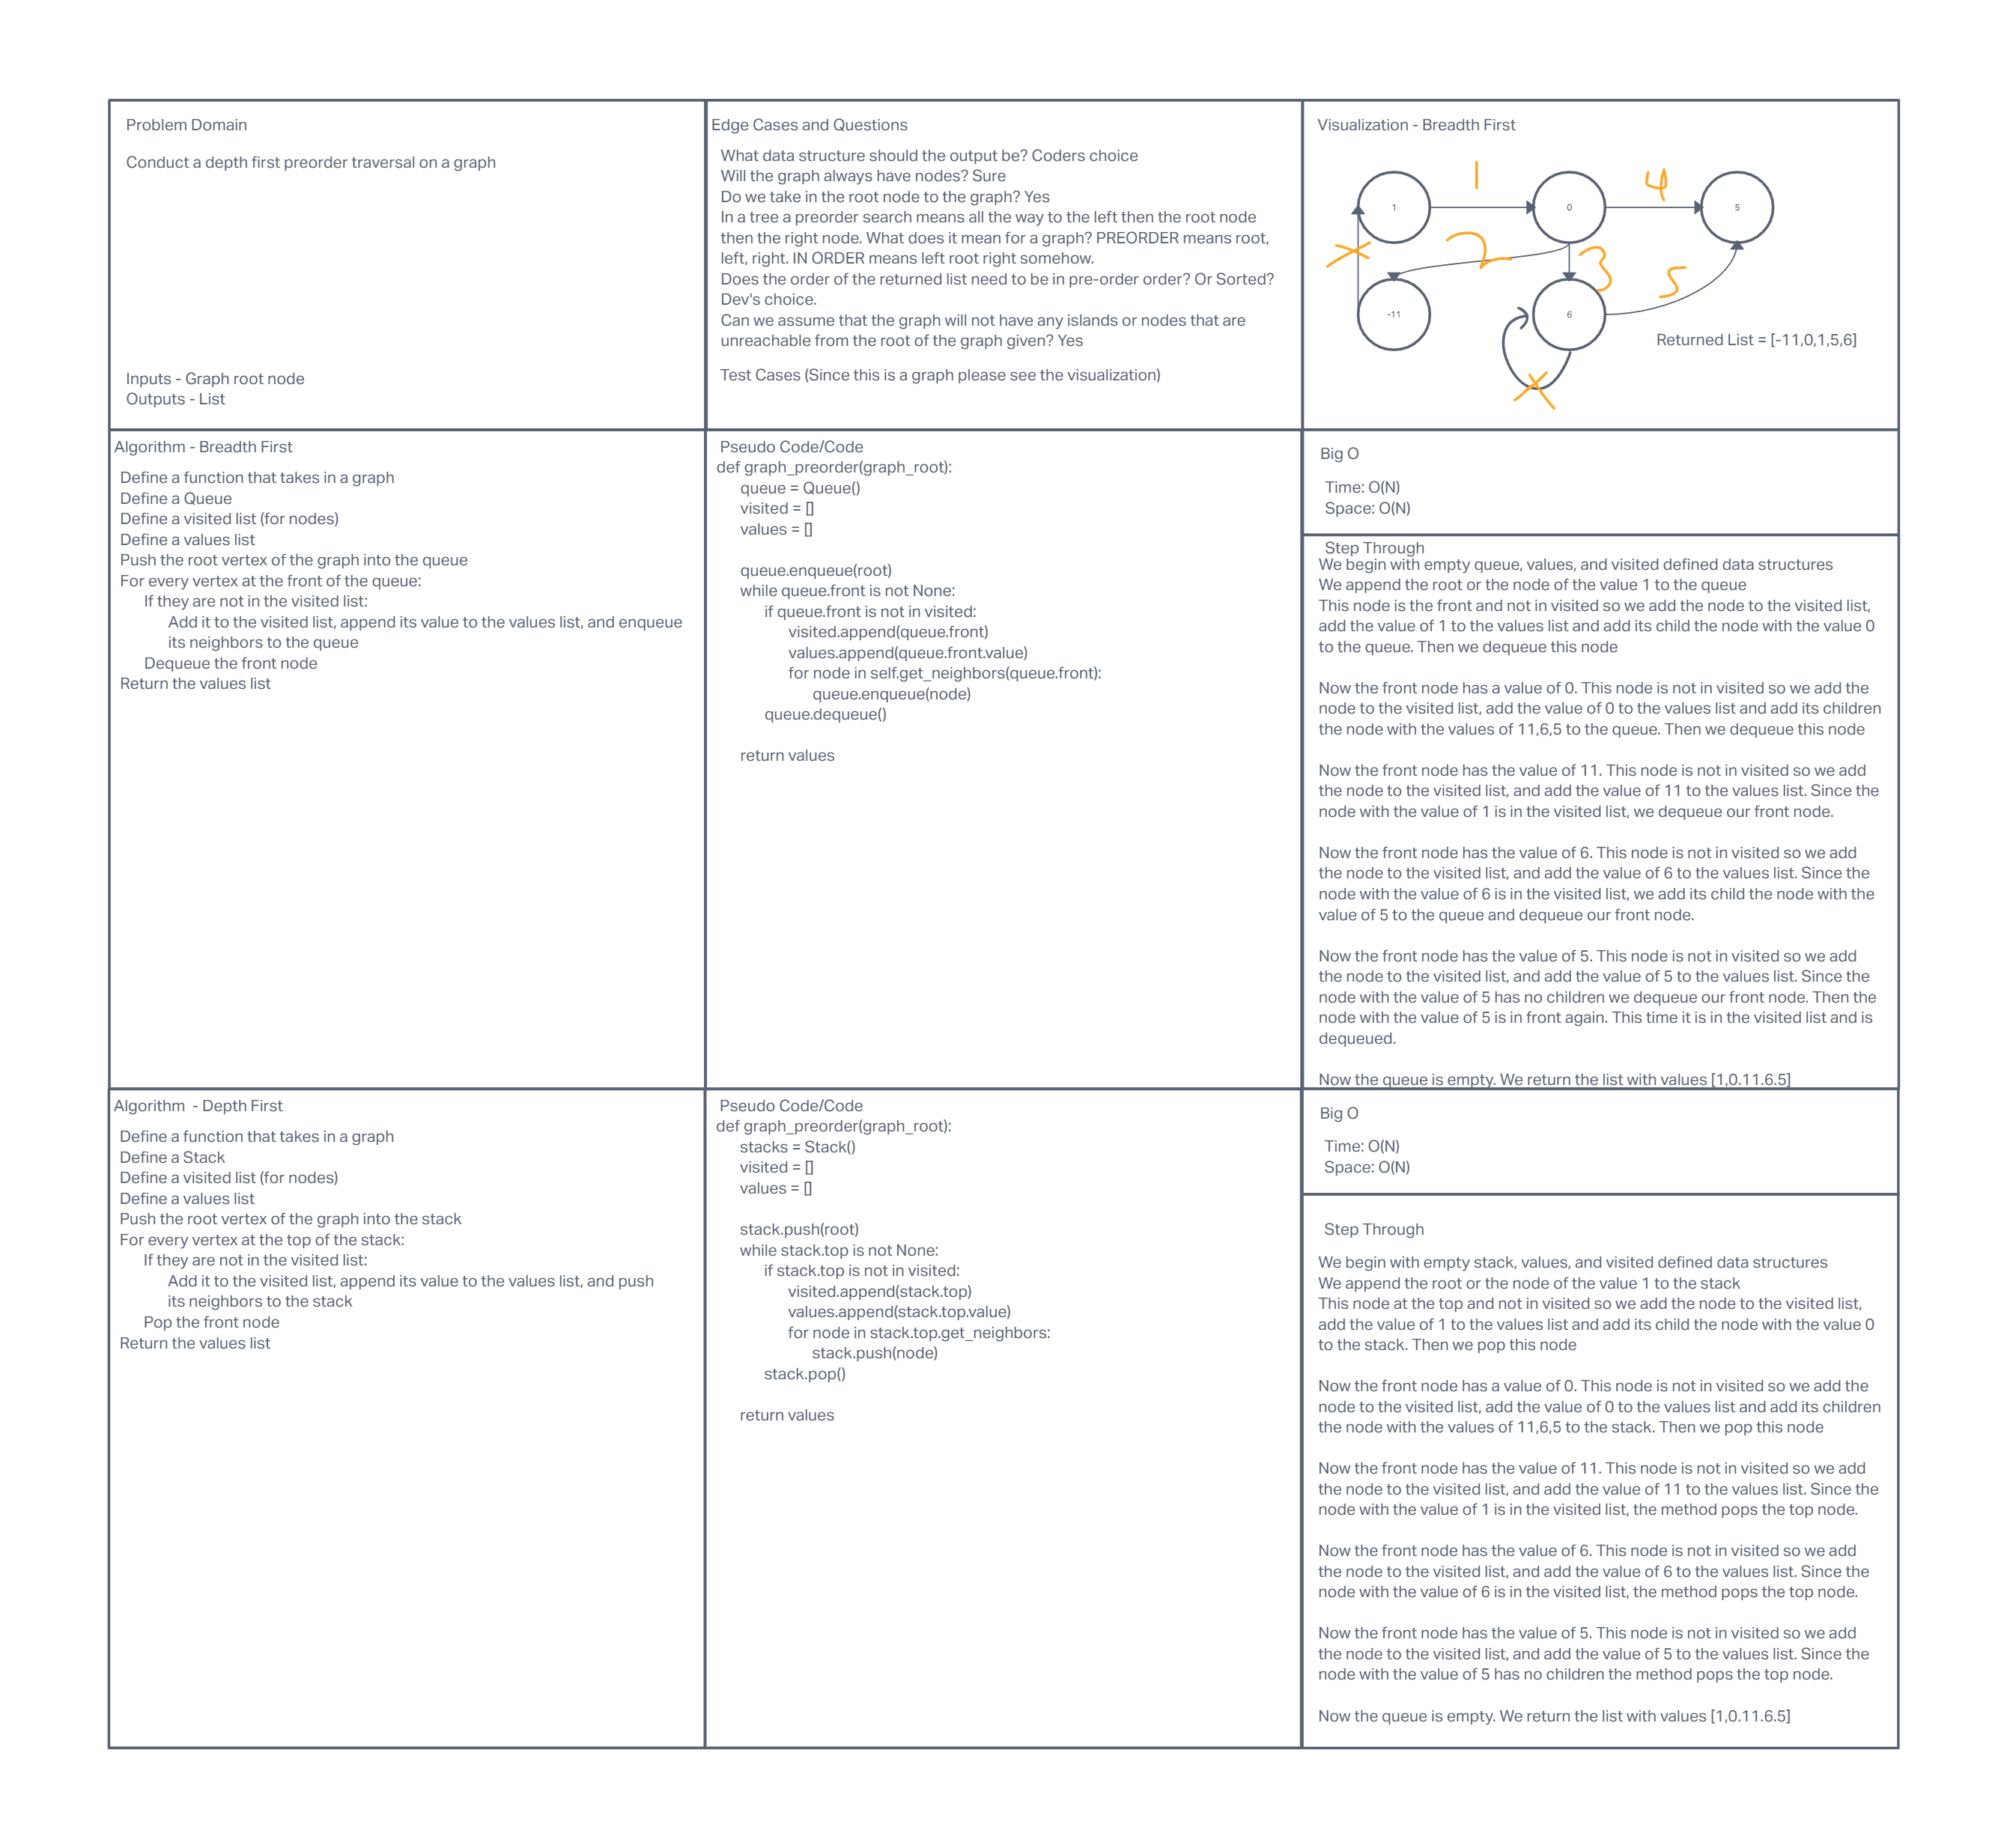 Problem Domain
Conduct a depth first preorder traversal on a graph
Inputs - Graph root node
Outputs - List
Edge Cases and Questions
What data structure should the output be? Coders choice
Will the graph always have nodes? Sure
Do we take in the root node to the graph? Yes
In a tree a preorder search means all the way to the left then the root node
then the right node. What does it mean for a graph? PREORDER means root,
left, right. IN ORDER means left root right somehow.
Does the order of the returned list need to be in pre-order order? Or Sorted?
Dev's choice.
Can we assume that the graph will not have any islands or nodes that are
unreachable from the root of the graph given? Yes
Test Cases (Since this is a graph please see the visualization)
Visualization - Breadth First
1
4
1
0
5
X
2
3
5
-11
6
X
Returned List = [-11,0,1,5,6]
Algorithm - Breadth First
Define a function that takes in a graph
Define a Queue
Define a visited list (for nodes)
Define a values list
Push the root vertex of the graph into the queue
For every vertex at the front of the queue:
If they are not in the visited list:
Add it to the visited list, append its value to the values list, and enqueue
its neighbors to the queue
Dequeue the front node
Return the values list
Pseudo Code/Code
def graph_preorder(graph_root):
queue = Queue()
visited = []
values = []
queue.enqueue(root)
while queue.front is not None:
if queue.front is not in visited:
visited.append(queue.front)
values.append(queue.front.value)
for node in self.get_neighbors(queue.front):
queue.enqueue(node)
queue.dequeue()
return values
Big O
Time: O(N)
Space: O(N)
Step Through
We begin with empty queue, values, and visited defined data structures
We append the root or the node of the value 1 to the queue
This node is the front and not in visited so we add the node to the visited list,
add the value of 1 to the values list and add its child the node with the value 0
to the queue. Then we dequeue this node
Now the front node has a value of 0. This node is not in visited so we add the
node to the visited list, add the value of 0 to the values list and add its children
the node with the values of 11,6,5 to the queue. Then we dequeue this node
Now the front node has the value of 11. This node is not in visited so we add
the node to the visited list, and add the value of 11 to the values list. Since the
node with the value of 1 is in the visited list, we dequeue our front node.
Now the front node has the value of 6. This node is not in visited so we add
the node to the visited list, and add the value of 6 to the values list. Since the
node with the value of 6 is in the visited list, we add its child the node with the
value of 5 to the queue and dequeue our front node.
Now the front node has the value of 5. This node is not in visited so we add
the node to the visited list, and add the value of 5 to the values list. Since the
node with the value of 5 has no children we dequeue our front node. Then the
node with the value of 5 is in front again. This time it is in the visited list and is
dequeued.
Now the queue is empty. We return the list with values [1,0.11.6.5]
Algorithm - Depth First
Define a function that takes in a graph
Define a Stack
Define a visited list (for nodes)
Define a values list
Push the root vertex of the graph into the stack
For every vertex at the top of the stack:
If they are not in the visited list:
Add it to the visited list, append its value to the values list, and push
its neighbors to the stack
Pop the front node
Return the values list
Pseudo Code/Code
def graph_preorder(graph_root):
stacks = Stack()
visited = []
values = []
stack.push(root)
while stack.top is not None:
if stack.top is not in visited:
visited.append(stack.top)
values.append(stack.top.value)
for node in stack.top.get_neighbors:
stack.push(node)
stack.pop()
return values
Big O
Time: O(N)
Space: O(N)
Step Through
We begin with empty stack, values, and visited defined data structures
We append the root or the node of the value 1 to the stack
This node at the top and not in visited so we add the node to the visited list,
add the value of 1 to the values list and add its child the node with the value 0
to the stack. Then we pop this node
Now the front node has a value of 0. This node is not in visited so we add the
node to the visited list, add the value of 0 to the values list and add its children
the node with the values of 11,6,5 to the stack. Then we pop this node
Now the front node has the value of 11. This node is not in visited so we add
the node to the visited list, and add the value of 11 to the values list. Since the
node with the value of 1 is in the visited list, the method pops the top node.
Now the front node has the value of 6. This node is not in visited so we add
the node to the visited list, and add the value of 6 to the values list. Since the
node with the value of 6 is in the visited list, the method pops the top node.
Now the front node has the value of 5. This node is not in visited so we add
the node to the visited list, and add the value of 5 to the values list. Since the
node with the value of 5 has no children the method pops the top node.
Now the queue is empty. We return the list with values [1,0.11.6.5]